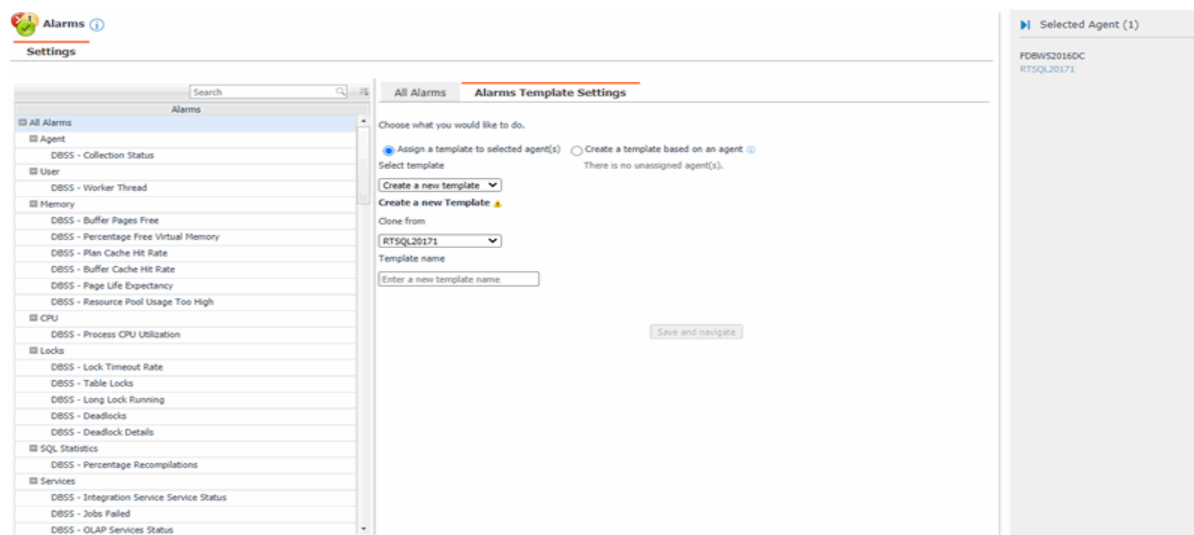 Alarms
Settings
Search
Alarms
All Alarms
Agent
DBSS - Collection Status
User
DBSS - Worker Thread
Memory
DBSS - Buffer Pages Free
DBSS - Percentage Free Virtual Memory
DBSS - Plan Cache Hit Rate
DBSS - Buffer Cache Hit Rate
DBSS - Page Life Expectancy
DBSS - Resource Pool Usage Too High
CPU
DBSS - Process CPU Utilization
Locks
DBSS - Lock Timeout Rate
DBSS - Table Locks
DBSS - Long Lock Running
DBSS - Deadlocks
DBSS - Deadlock Details
SQL Statistics
DBSS - Percentage Recompilations
Services
DBSS - Integration Service Service Status
DBSS - Jobs Failed
DBSS - OLAP Services Status
All Alarms Alarms Template Settings
Choose what you would like to do.
Assign a template to selected agent(s) Create a template based on an agent
Select template There is no unassigned agent(s).
Create a new template
Create a new Template
Clone from
RTSQL20171
Template name
Enter a new template name
Save and navigate
Selected Agent (1)
FDBWS2016DC
RTSQL20171